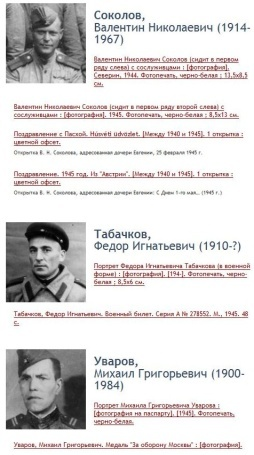 Соколов,
Валентин Николаевич (1914-
1967)
Валентин Николаевич Соколов (сидит в первом
ряду слева) с сослуживцами : [фотография].
Северин, 1944. Фотопечать, черно-белая : 13,5х8,5
см.
Валентин Николаевич Соколов (сидит в первом ряду второй слева) с
сослуживцами : [фотография]. 1945. Фотопечать, черно-белая ; 8,5х13 см.
Поздравление с Пасхой. Húsvéti üdvözlet. [Между 1940 и 1945]. 1 открытка :
цветной офсет.
Открытка В. Н. Соколова, адресованная дочери Евгении, 25 февраля 1945 г.
Поздравление. 1945 год. Из "Австрии". [Между 1940 и 1945]. 1 открытка :
цветной офсет.
Открытка В. Н. Соколова, адресованная дочери Евгении: С Днем 1-го мая.. (1945 г.)
Табачков,
Федор Игнатьевич (1910-?)
Портрет Федора Игнатьевича Табачкова (в военной
форме) : [фотография]. [194-]. Фотопечать, черно-
белая : 8,5х6 см.
Табачков, Федор Игнатьевич. Военный билет. Серия А № 278552. М., 1945. 48
с.
Уваров,
Михаил Григорьевич (1900-
1984)
Портрет Михаила Григорьевича Уварова :
[фотография на паспарту]. [1945]. Фотопечать,
черно-белая.
Уваров, Михаил Григорьевич. Медаль "За оборону Москвы" : [фотография].